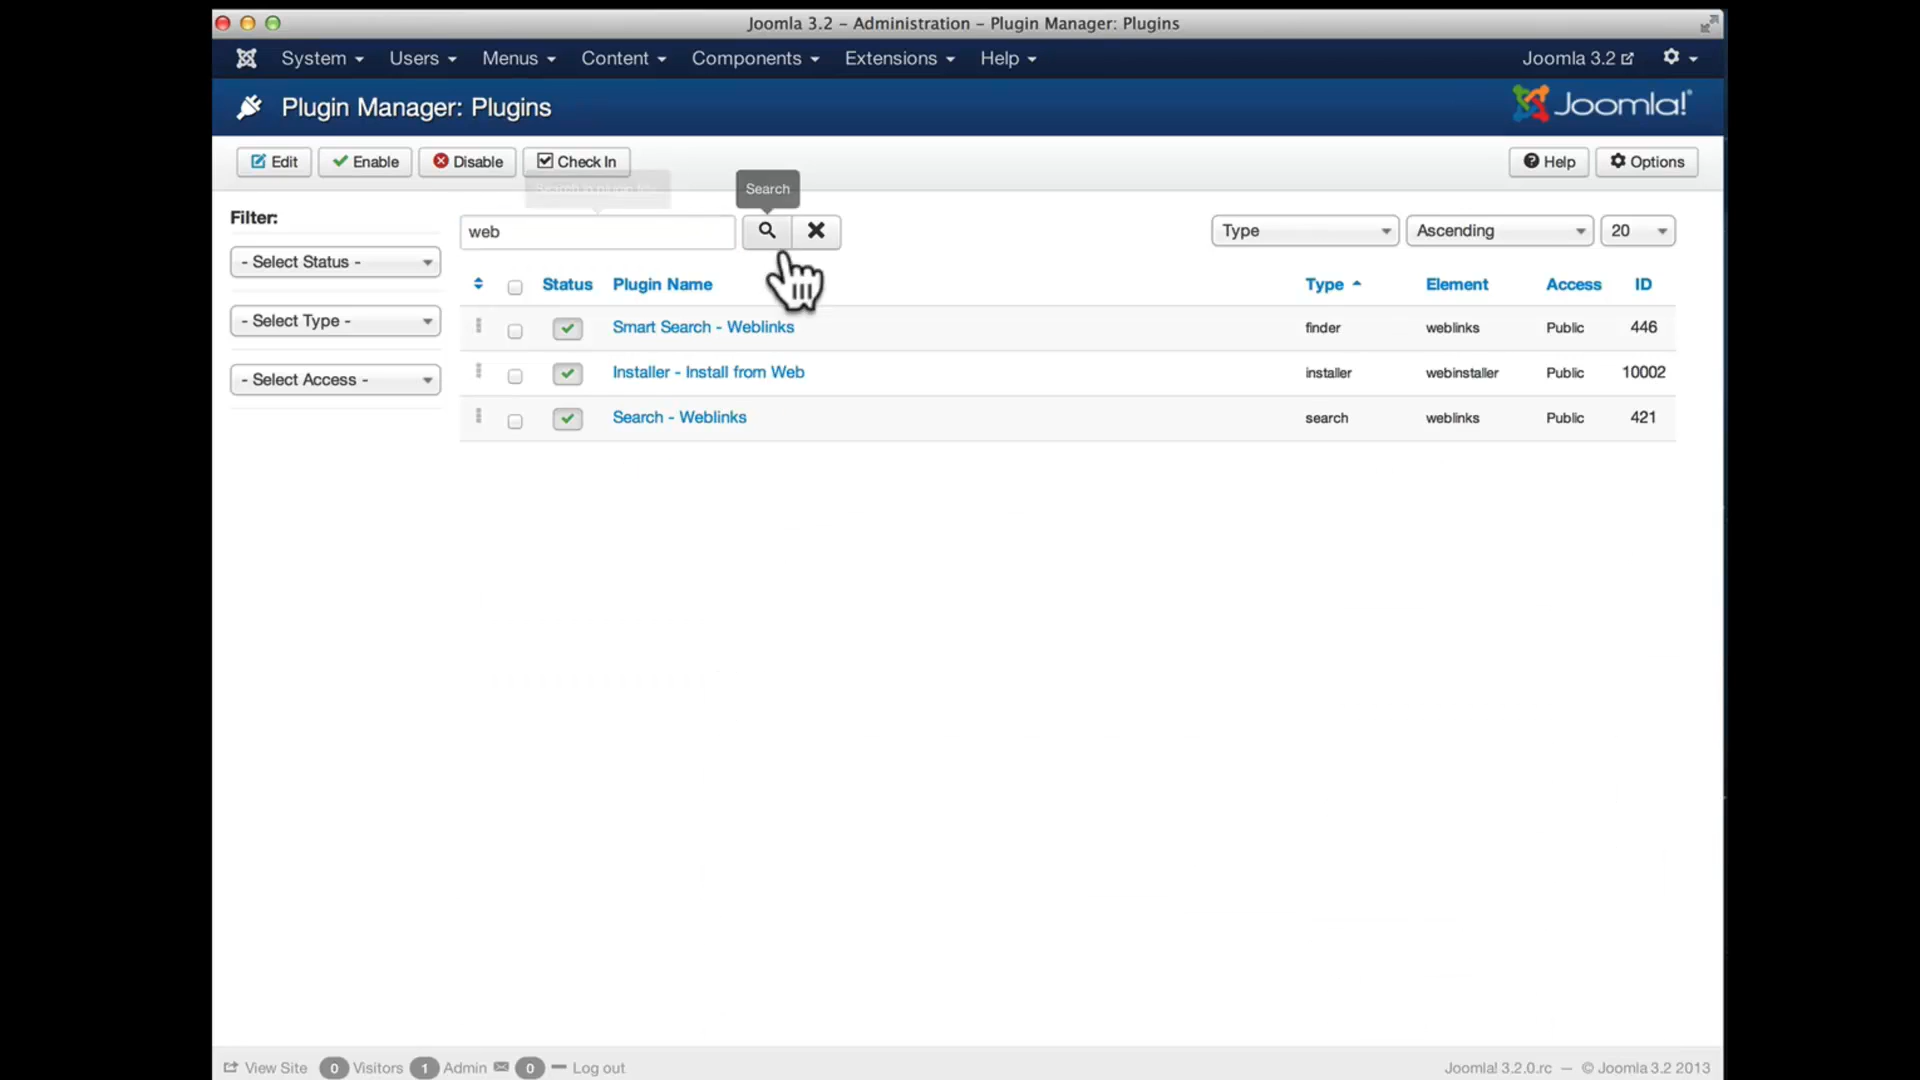 Joomla 3.2 – Administration – Plugin Manager: Plugins
System Users Menus Content Components Extensions Help Joomla 3.2
Plugin Manager: Plugins Joomla!®
Edit Enable Disable Check In Help Options
Search in plugin title.
Search
Filter:
web Type Ascending 20
- Select Status -
- Select Type -
- Select Access -
Status Plugin Name Type Element Access ID
Smart Search - Weblinks finder weblinks Public 446
Installer - Install from Web installer webinstaller Public 10002
Search - Weblinks search weblinks Public 421
View Site 0 Visitors 1 Admin 0 Log out Joomla! 3.2.0.rc — © Joomla 3.2 2013